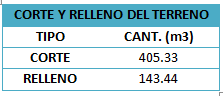 CORTE Y RELLENO DEL TERRENO
TIPO CANT. (m3)
CORTE 405.33
RELLENO 143.44